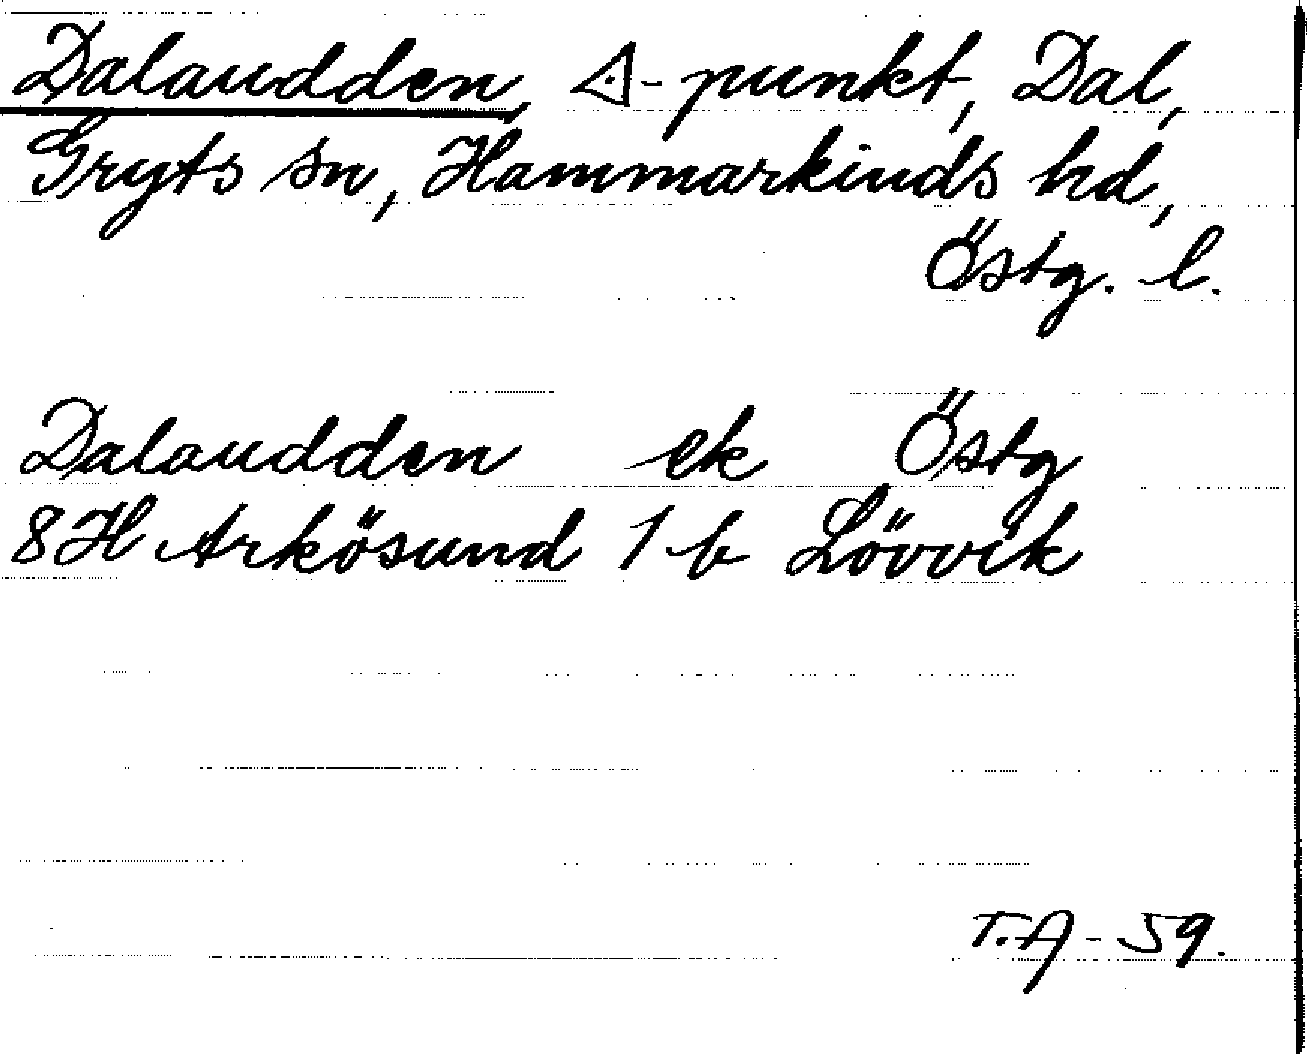 Dalaudden, ◬-punkt, Dal,
Gryts sn, Hammarkinds hd,
Östg. l.
Dalaudden ek Östg
8H Arkösund 1 b Lövvik
T.A-59.